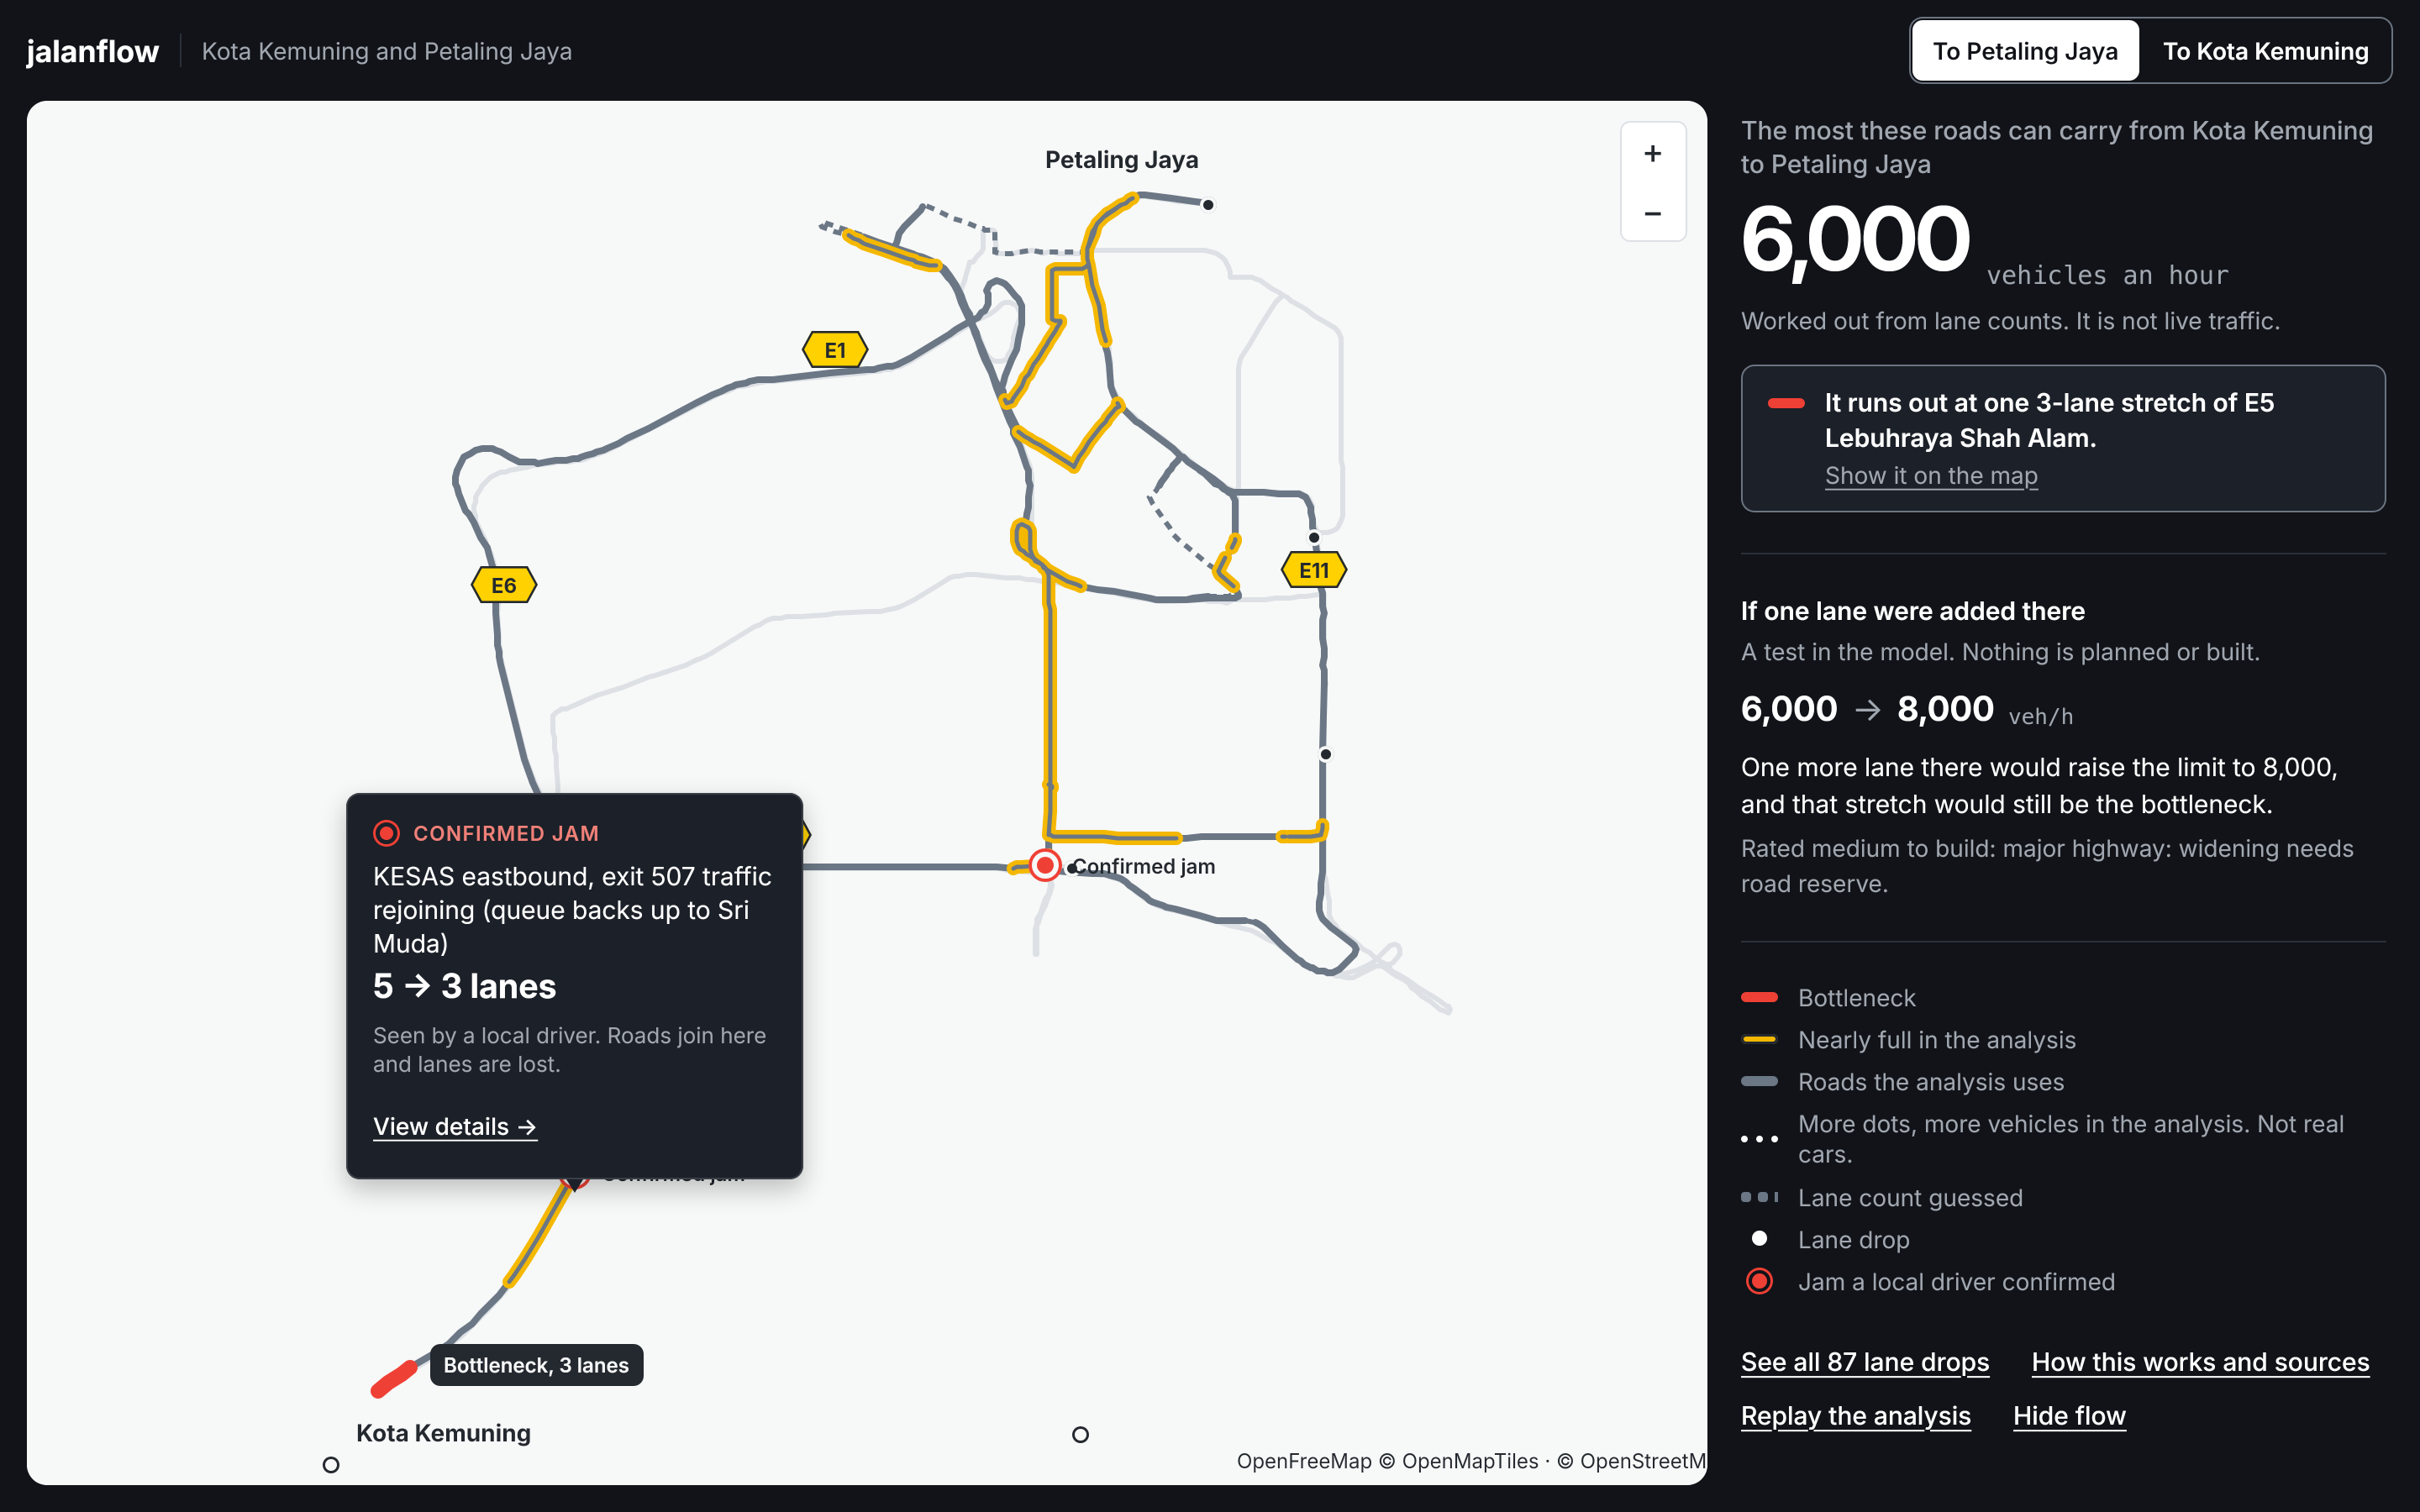 jalanflow
Kota Kemuning and Petaling Jaya
To Petaling Jaya
To Kota Kemuning
Petaling Jaya
+
−
E1
E6
E11
CONFIRMED JAM
KESAS eastbound, exit 507 traffic
rejoining (queue backs up to Sri
Muda)
5 → 3 lanes
Seen by a local driver. Roads join here
and lanes are lost.
View details →
Confirmed jam
Bottleneck, 3 lanes
Kota Kemuning
OpenFreeMap © OpenMapTiles · © OpenStreetM
The most these roads can carry from Kota Kemuning
to Petaling Jaya
6,000 vehicles an hour
Worked out from lane counts. It is not live traffic.
It runs out at one 3-lane stretch of E5
Lebuhraya Shah Alam.
Show it on the map
If one lane were added there
A test in the model. Nothing is planned or built.
6,000 → 8,000 veh/h
One more lane there would raise the limit to 8,000,
and that stretch would still be the bottleneck.
Rated medium to build: major highway: widening needs
road reserve.
Bottleneck
Nearly full in the analysis
Roads the analysis uses
More dots, more vehicles in the analysis. Not real
cars.
Lane count guessed
Lane drop
Jam a local driver confirmed
See all 87 lane drops
How this works and sources
Replay the analysis
Hide flow